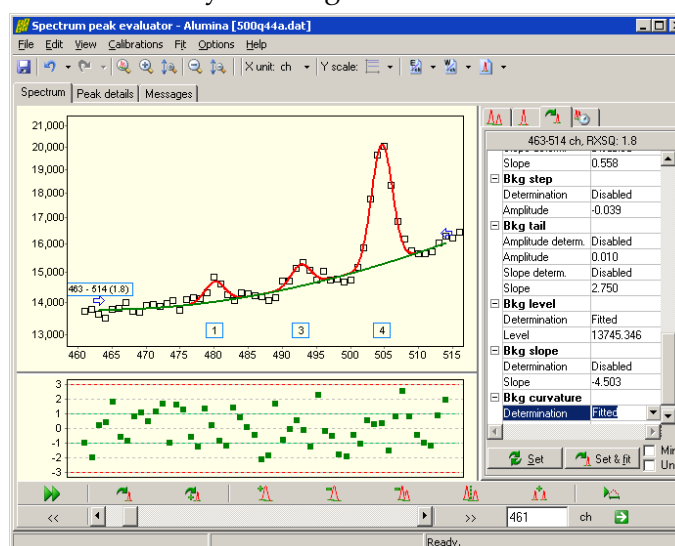 Spectrum peak evaluator - Alumina [500q44a.dat]
File Edit View Calibrations Fit Options Help
X unit: ch Y scale:
Spectrum Peak details Messages
463-514 ch, RXSQ: 1.8
Slope 0.558
Bkg step
Determination Disabled
Amplitude -0.039
Bkg tail
Amplitude determ. Disabled
Amplitude 0.010
Slope determ. Disabled
Slope 2.750
Bkg level
Determination Fitted
Level 13745.346
Bkg slope
Determination Disabled
Slope -4.503
Bkg curvature
Determination Fitted
Set Set & fit
21,000
20,000
19,000
18,000
17,000
16,000
15,000
14,000
13,000
463 - 514 (1.8)
1 3 4
460 465 470 475 480 485 490 495 500 505 510 515
3
2
1
0
-1
-2
-3
<< >> 461 ch
Ready.